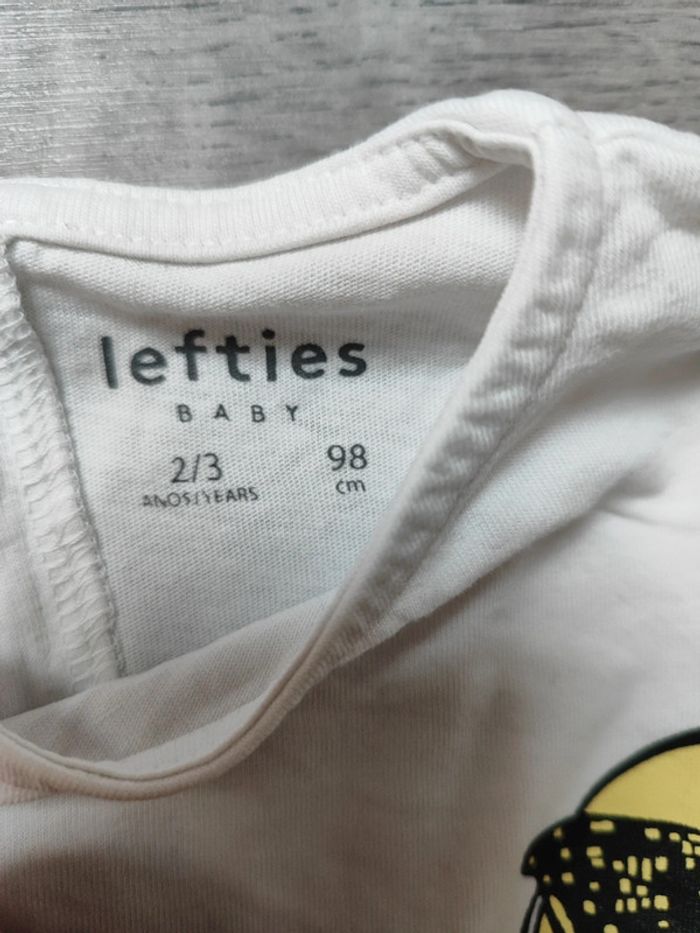 lefties
BABY
2/3 98
AÑOS/YEARS cm